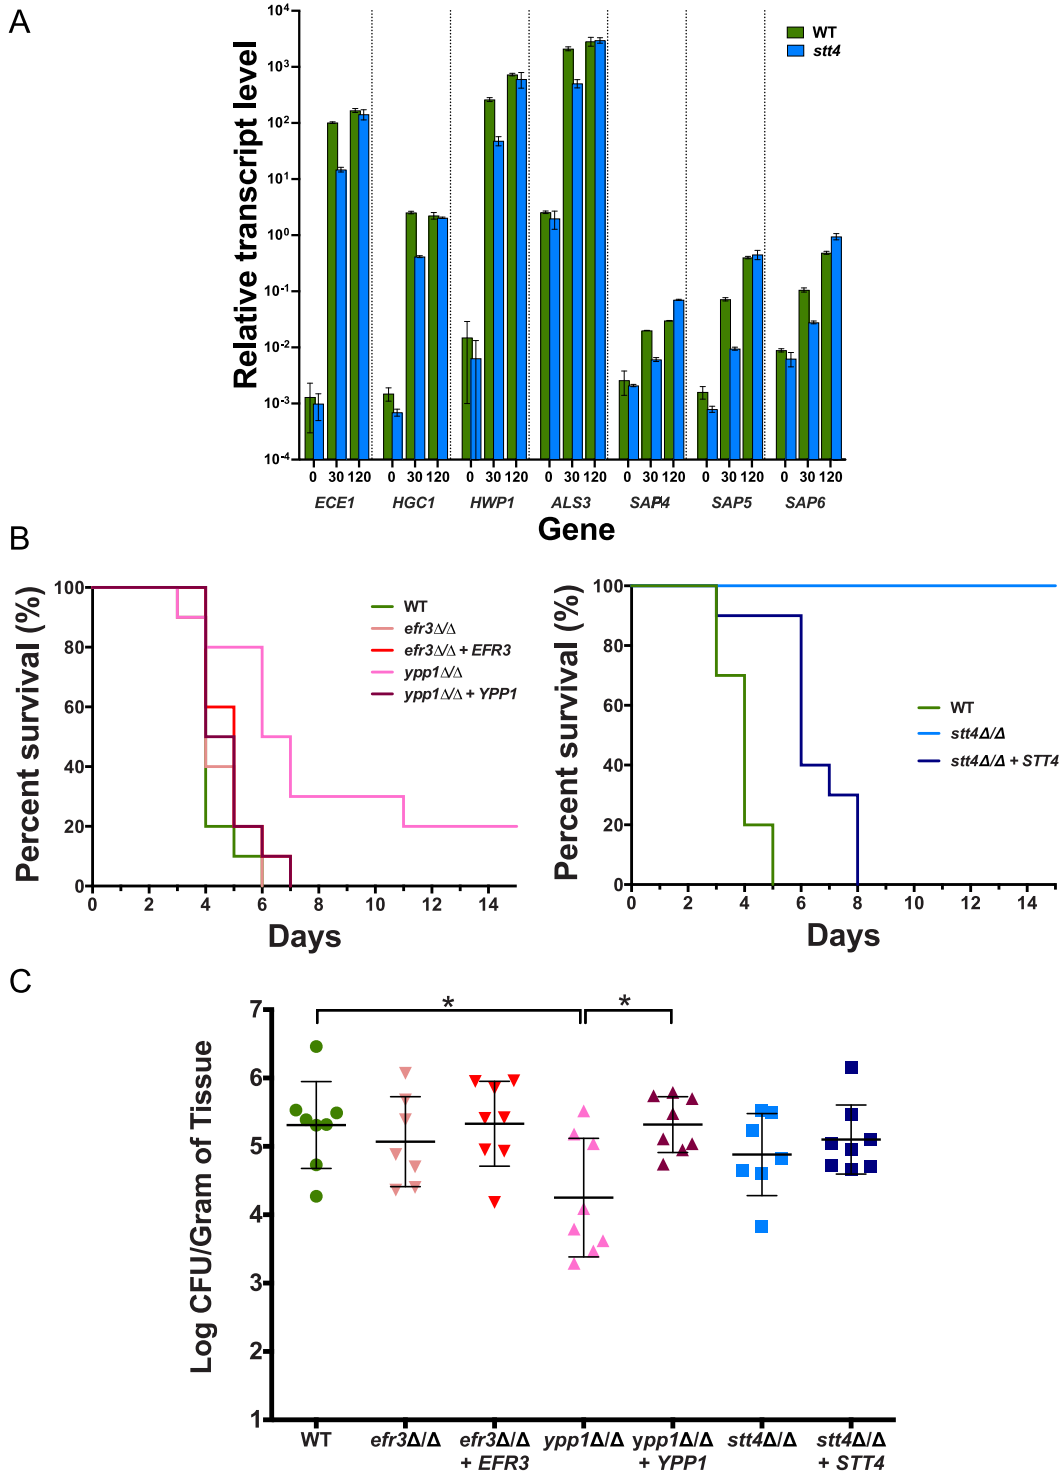 A
Relative transcript level
10⁴
10³
10²
10¹
10⁰
10⁻¹
10⁻²
10⁻³
10⁻⁴
WT
stt4
0 30 120 0 30 120 0 30 120 0 30 120 0 30 120 0 30 120 0 30 120
ECE1 HGC1 HWP1 ALS3 SAP4 SAP5 SAP6
Gene
B
Percent survival (%)
100
80
60
40
20
0
0 2 4 6 8 10 12 14
Days
WT
efr3Δ/Δ
efr3Δ/Δ + EFR3
ypp1Δ/Δ
ypp1Δ/Δ + YPP1
Percent survival (%)
100
80
60
40
20
0
0 2 4 6 8 10 12 14
Days
WT
stt4Δ/Δ
stt4Δ/Δ + STT4
C
Log CFU/Gram of Tissue
7
6
5
4
3
2
1
* *
WT efr3Δ/Δ efr3Δ/Δ ypp1Δ/Δ ypp1Δ/Δ stt4Δ/Δ stt4Δ/Δ
+ EFR3 + YPP1 + STT4